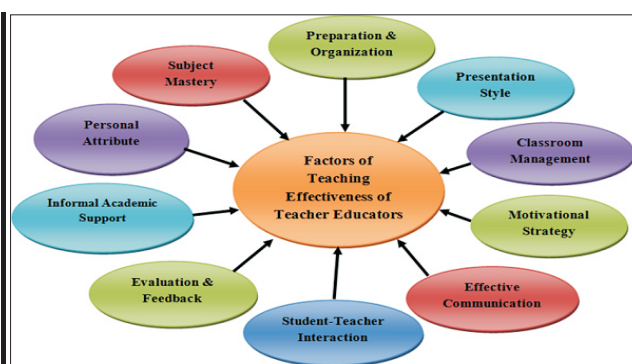 Preparation &
Organization
Subject
Mastery
Presentation
Style
Personal
Attribute
Classroom
Management
Factors of
Teaching
Effectiveness of
Teacher Educators
Informal Academic
Support
Motivational
Strategy
Evaluation &
Feedback
Effective
Communication
Student-Teacher
Interaction